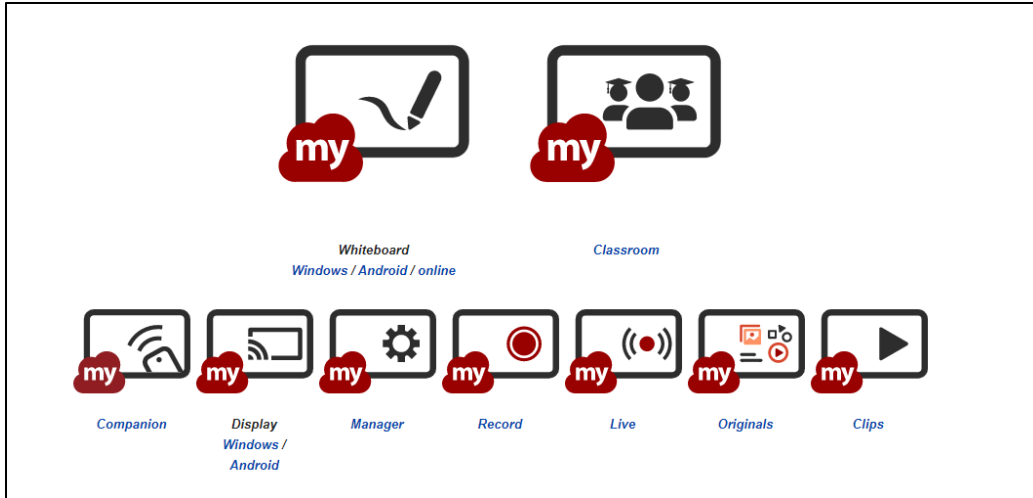 my
my
Whiteboard
Windows / Android / online
Classroom
my
my
my
my
my
my
my
Companion
Display
Windows /
Android
Manager
Record
Live
Originals
Clips